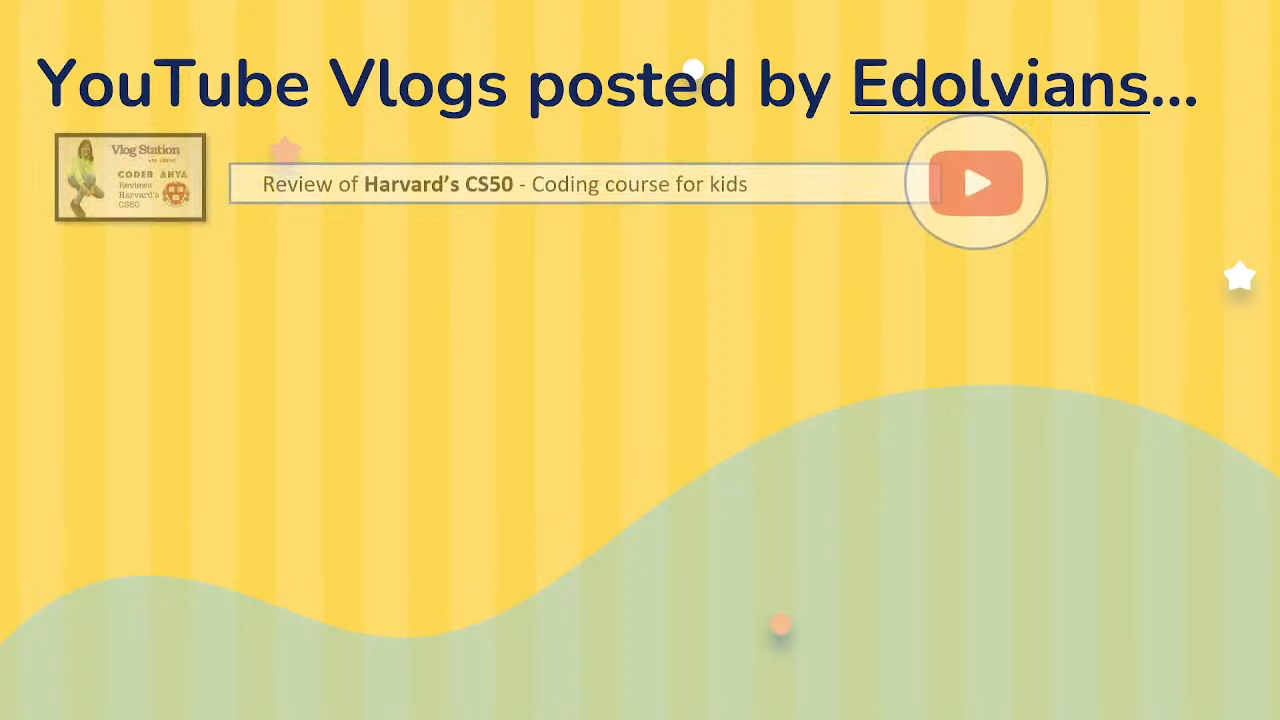 YouTube Vlogs posted by Edolvians...
Vlog Station
CODER ANYA
Reviews
Harvard's
CS50
Review of Harvard's CS50 - Coding course for kids